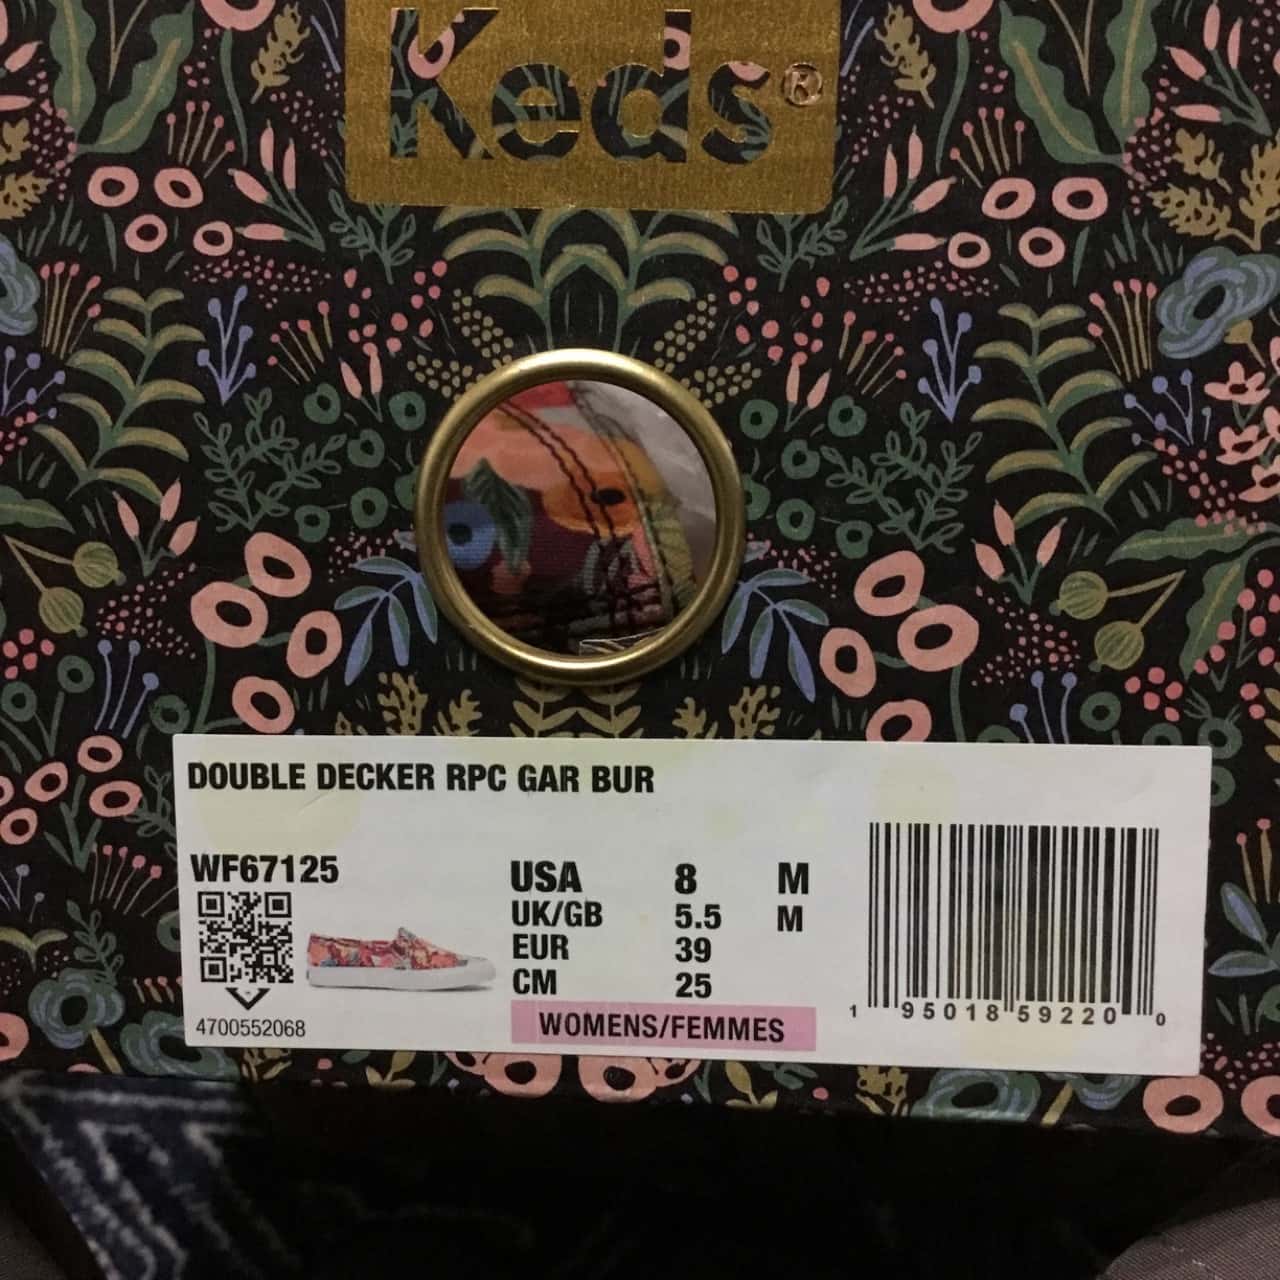 Keds®
DOUBLE DECKER RPC GAR BUR
WF67125
4700552068
USA 8 M
UK/GB 5.5 M
EUR 39
CM 25
WOMENS/FEMMES
1 95018 59220 0